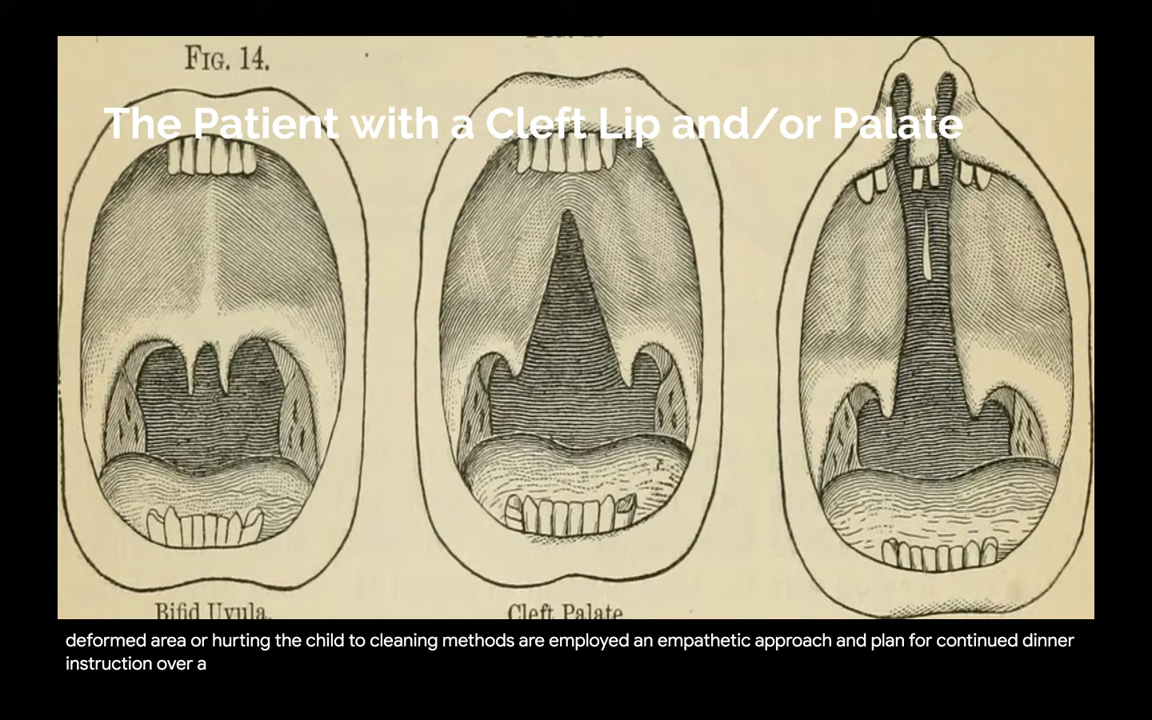 FIG. 14.
The Patient with a Cleft Lip and/or Palate
Bifid Uvula.
Cleft Palate
deformed area or hurting the child to cleaning methods are employed an empathetic approach and plan for continued dinner
instruction over a